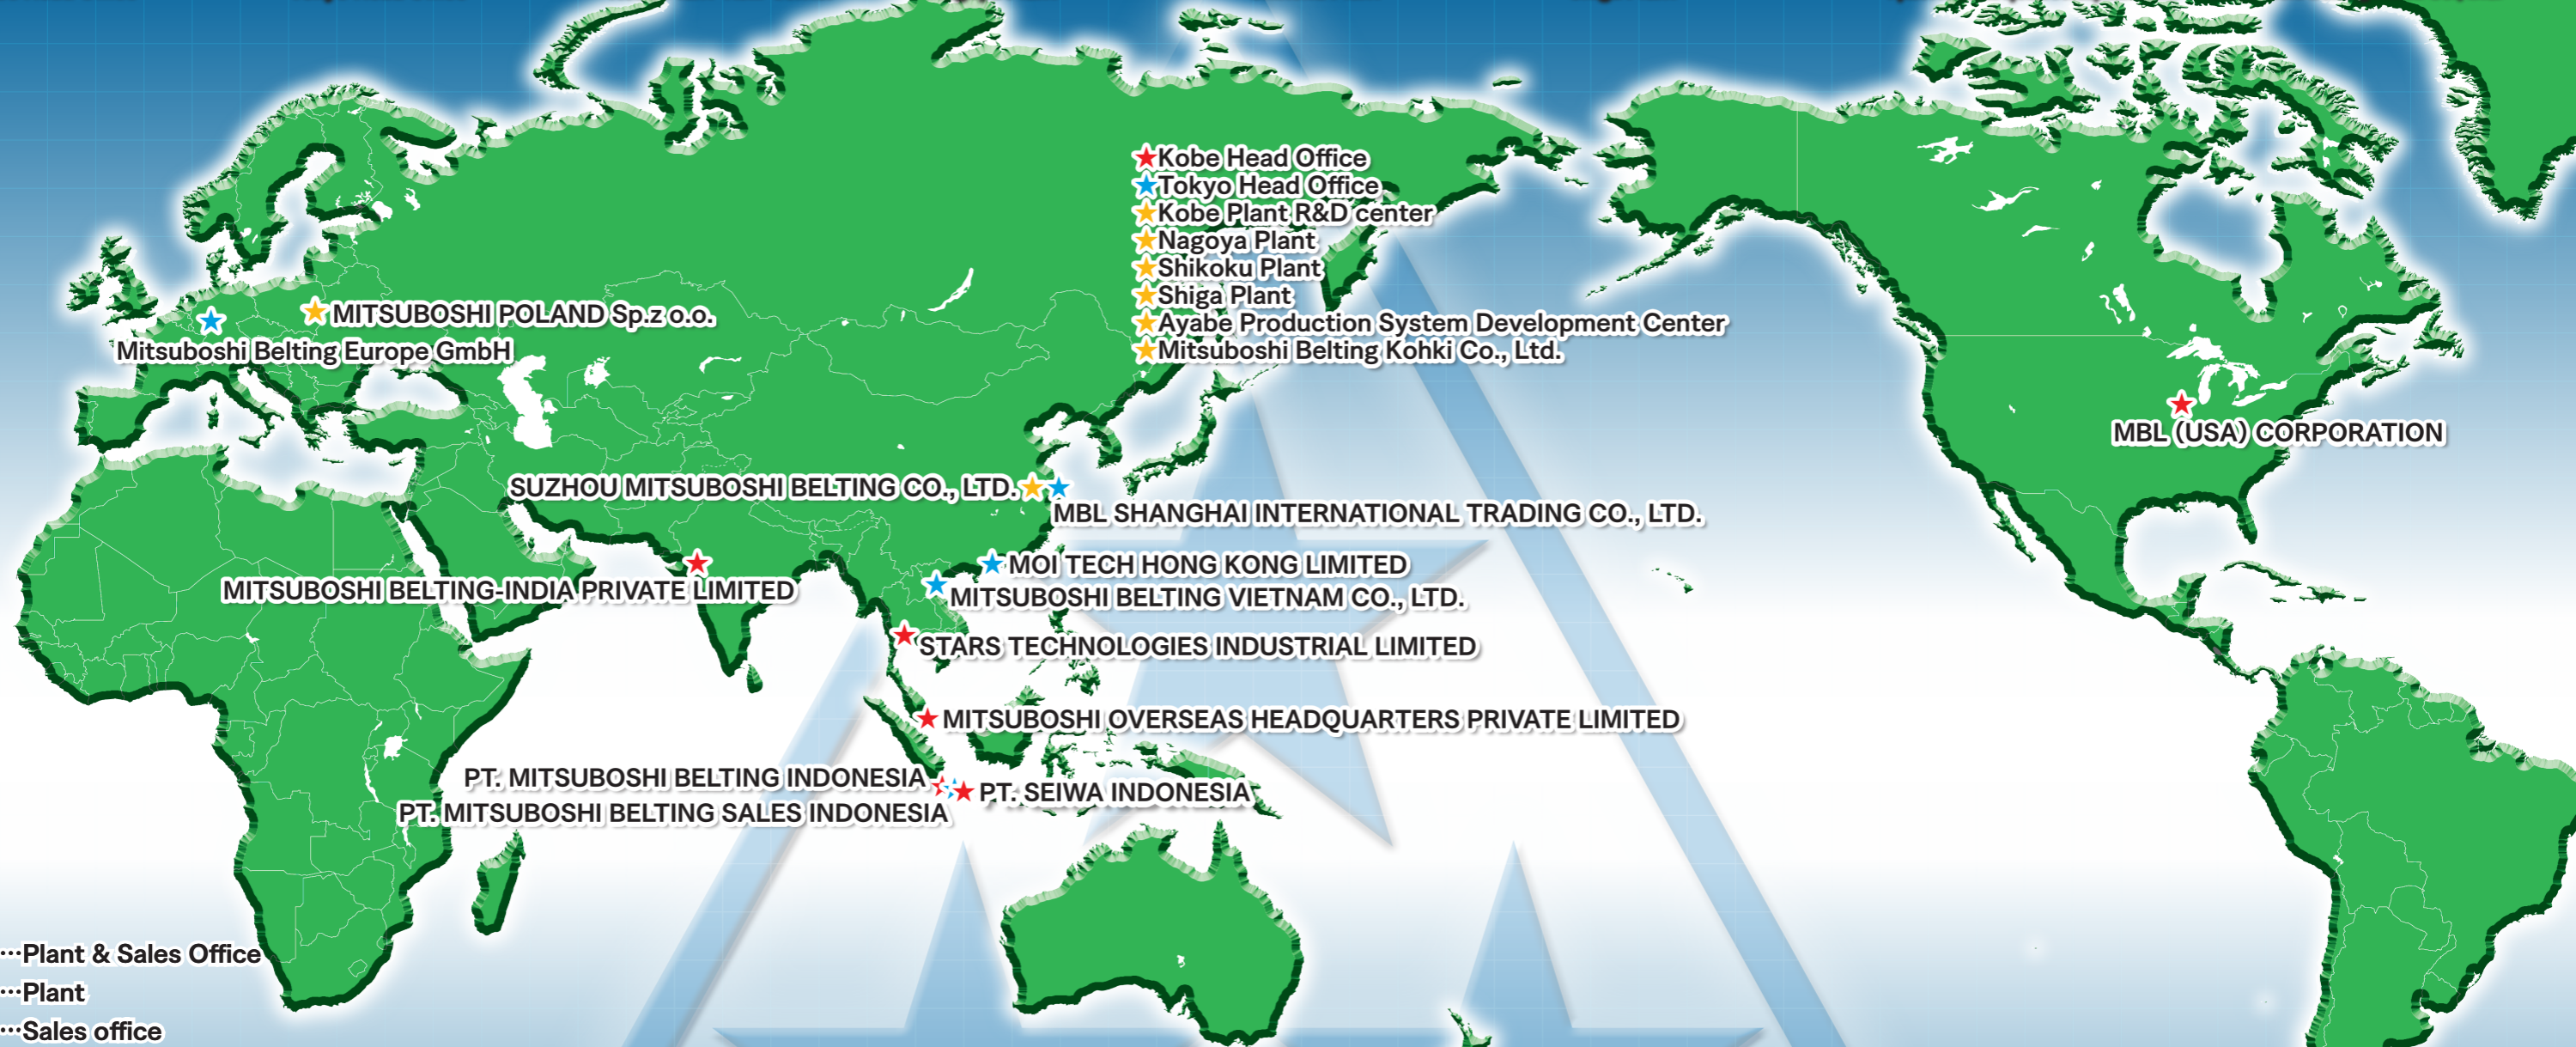 ★Kobe Head Office
★Tokyo Head Office
★Kobe Plant R&D center
★Nagoya Plant
★Shikoku Plant
★Shiga Plant
★Ayabe Production System Development Center
★Mitsuboshi Belting Kohki Co., Ltd.
★MITSUBOSHI POLAND Sp.z o.o.
Mitsuboshi Belting Europe GmbH
MBL (USA) CORPORATION
SUZHOU MITSUBOSHI BELTING CO., LTD.★
MBL SHANGHAI INTERNATIONAL TRADING CO., LTD.
★MOI TECH HONG KONG LIMITED
MITSUBOSHI BELTING-INDIA PRIVATE LIMITED
MITSUBOSHI BELTING VIETNAM CO., LTD.
STARS TECHNOLOGIES INDUSTRIAL LIMITED
★MITSUBOSHI OVERSEAS HEADQUARTERS PRIVATE LIMITED
PT. MITSUBOSHI BELTING INDONESIA
★PT. SEIWA INDONESIA
PT. MITSUBOSHI BELTING SALES INDONESIA
…Plant & Sales Office
…Plant
…Sales office